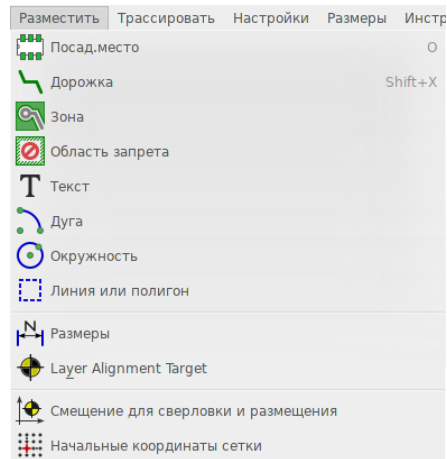 Разместить Трассировать Настройки Размеры Инстр
Посад.место O
Дорожка Shift+X
Зона
Область запрета
T Текст
Дуга
Окружность
Линия или полигон
N Размеры
Layer Alignment Target
Смещение для сверловки и размещения
Начальные координаты сетки